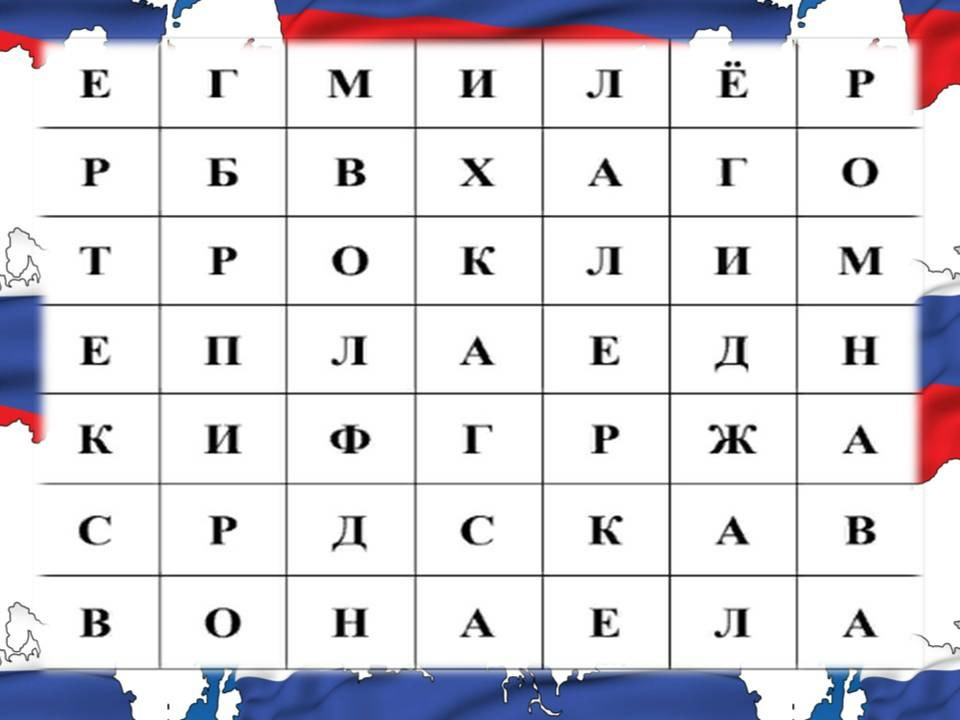 Е Г М И Л Ё Р
Р Б В Х А Г О
Т Р О К Л И М
Е П Л А Е Д Н
К И Ф Г Р Ж А
С Р Д С К А В
В О Н А Е Л А